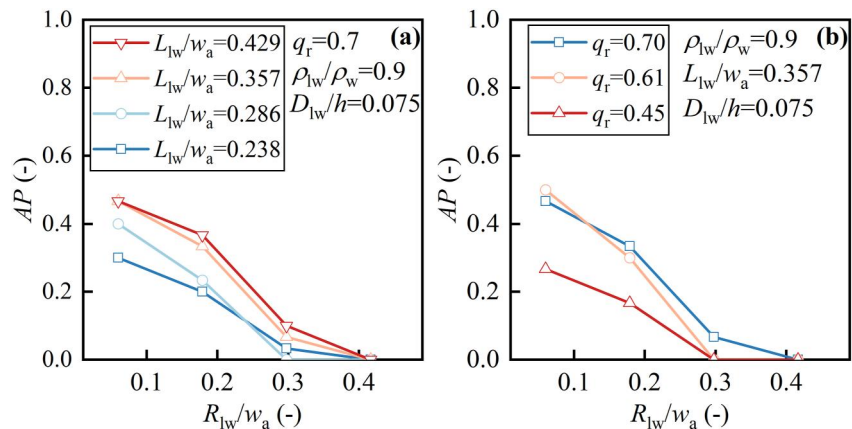 (a)
L_lw/w_a=0.429 q_r=0.7
L_lw/w_a=0.357 ρ_lw/ρ_w=0.9
L_lw/w_a=0.286 D_lw/h=0.075
L_lw/w_a=0.238
1.0
0.8
0.6
0.4
0.2
0.0
AP (-)
0.1 0.2 0.3 0.4
R_lw/w_a (-)
(b)
q_r=0.70 ρ_lw/ρ_w=0.9
q_r=0.61 L_lw/w_a=0.357
q_r=0.45 D_lw/h=0.075
1.0
0.8
0.6
0.4
0.2
0.0
AP (-)
0.1 0.2 0.3 0.4
R_lw/w_a (-)